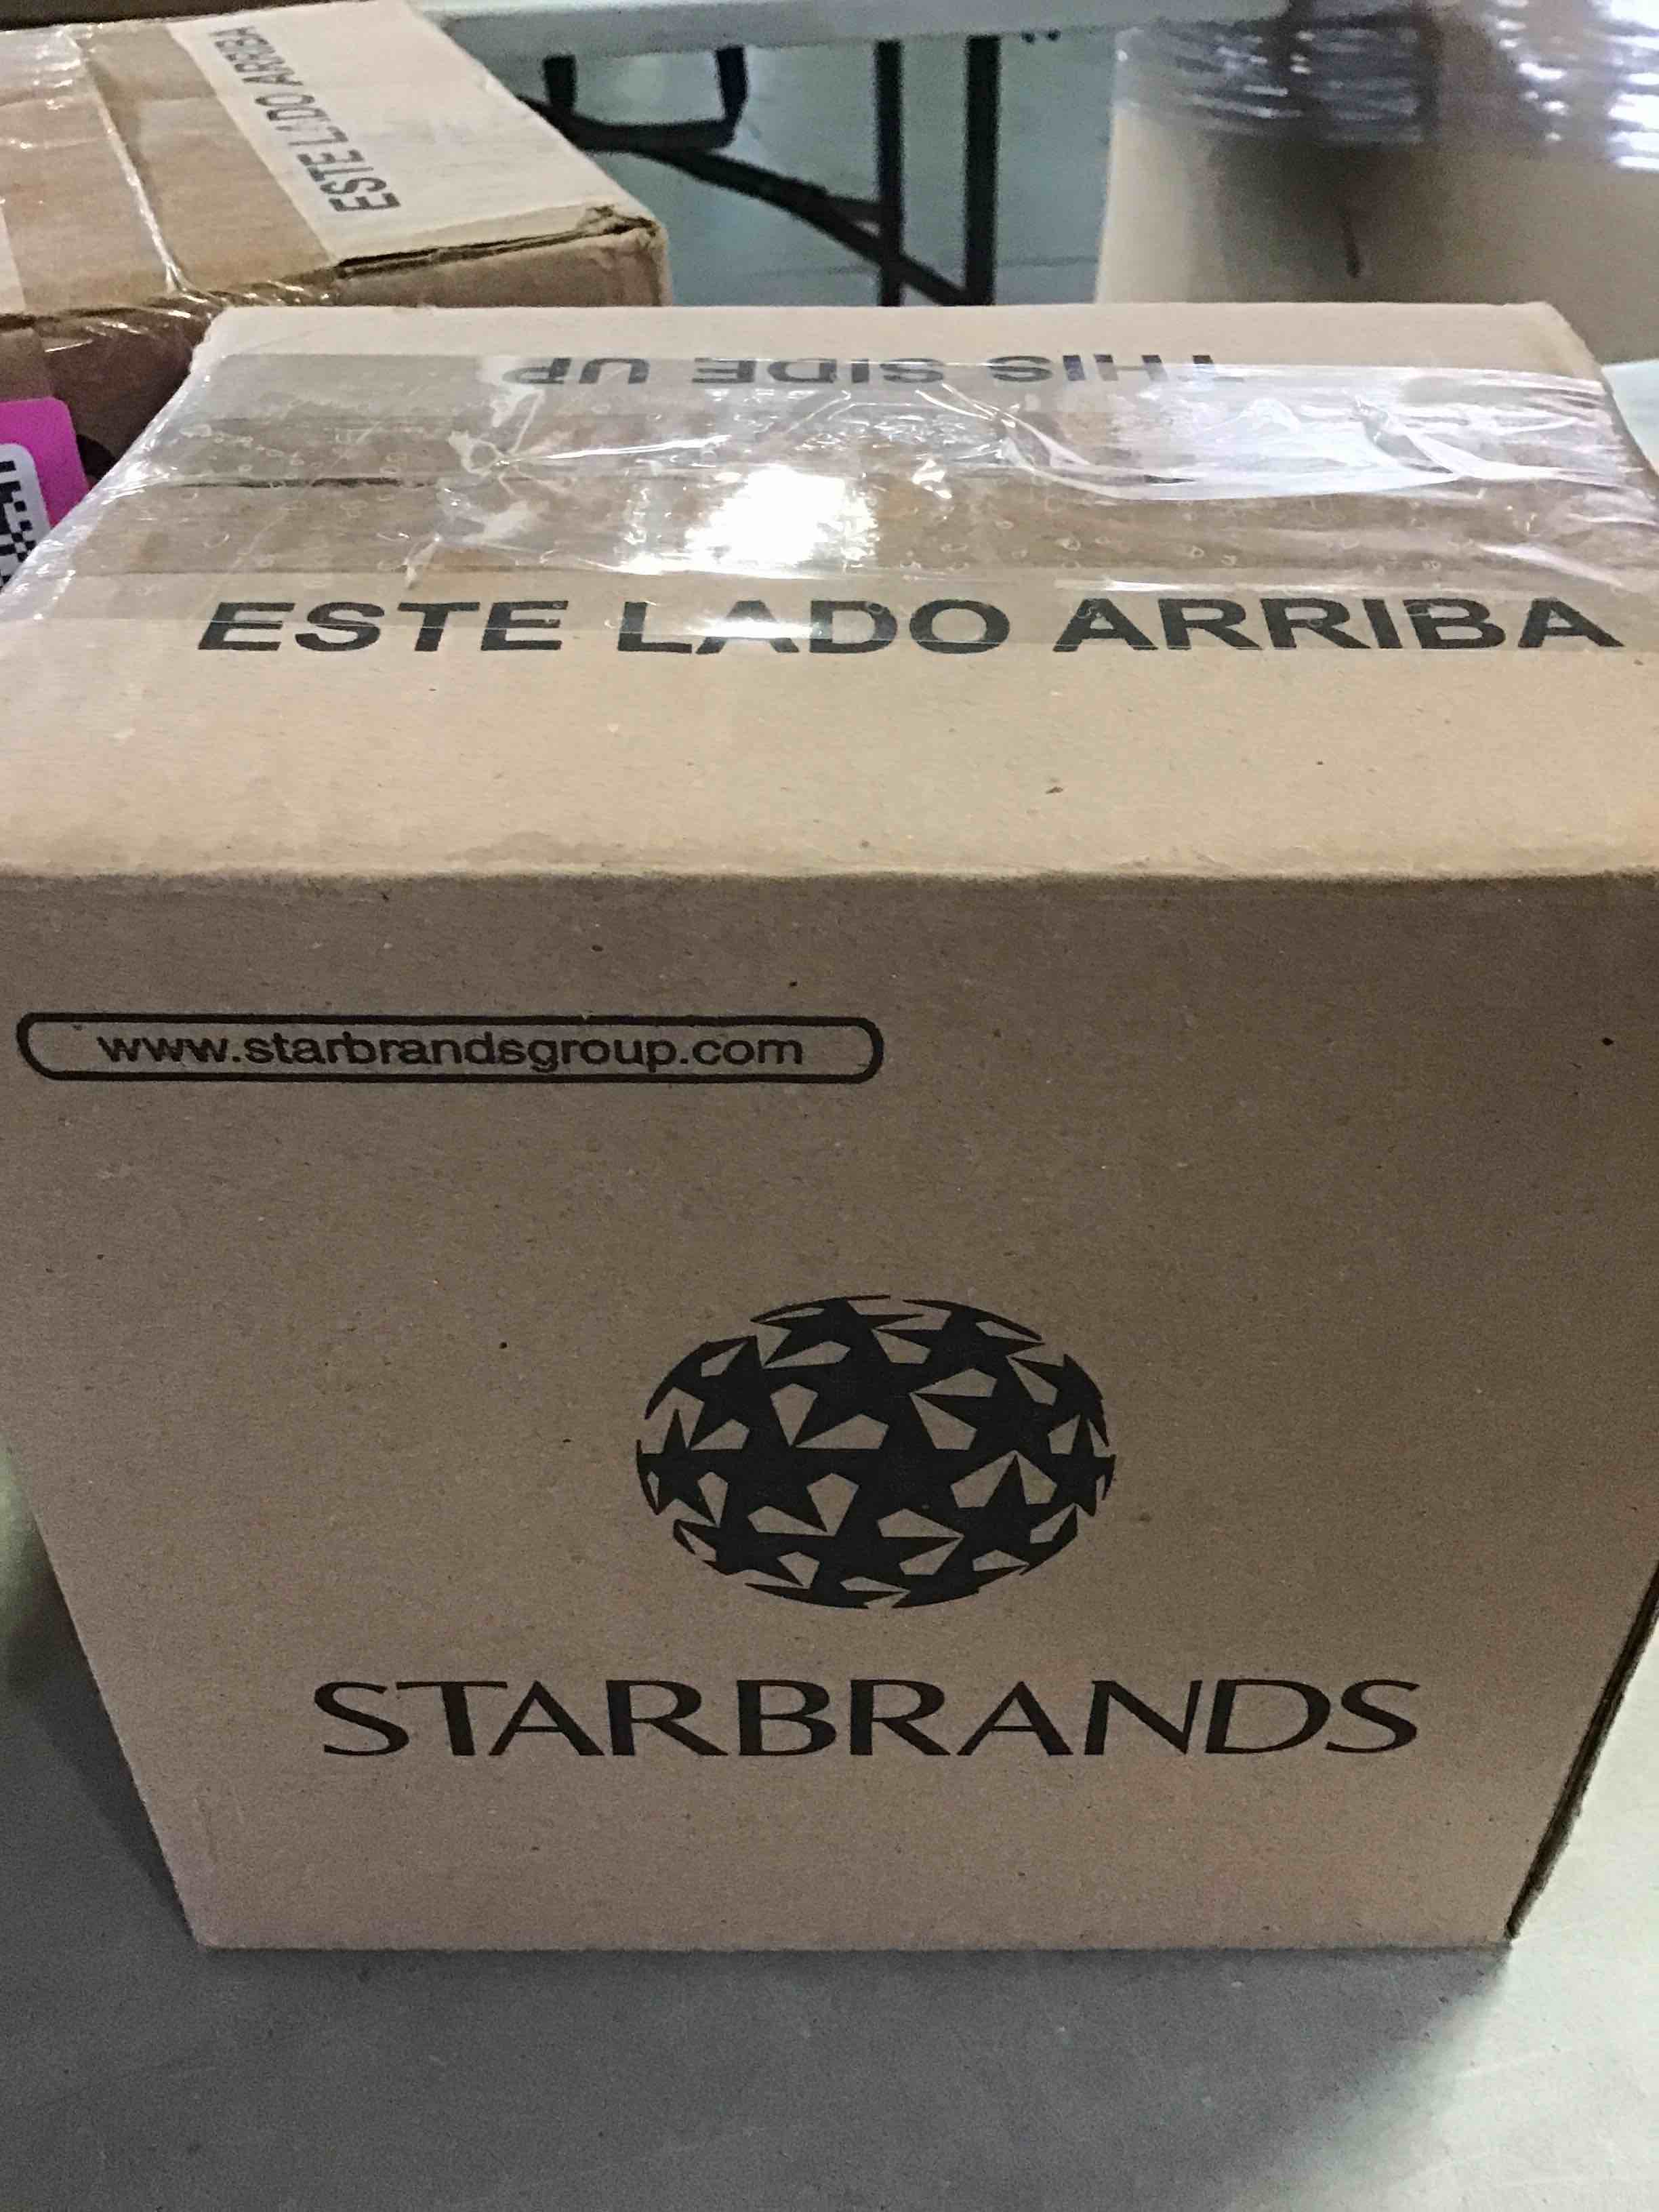 ESTE LADO ARRIBA
THIS SIDE UP
ESTE LADO ARRIBA
www.starbrandsgroup.com
STARBRANDS